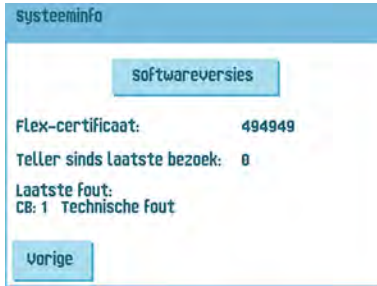 Systeeminfo
Softwareversies
Flex-certificaat: 494949
Teller sinds laatste bezoek: 0
Laatste fout:
CB: 1 Technische fout
Vorige